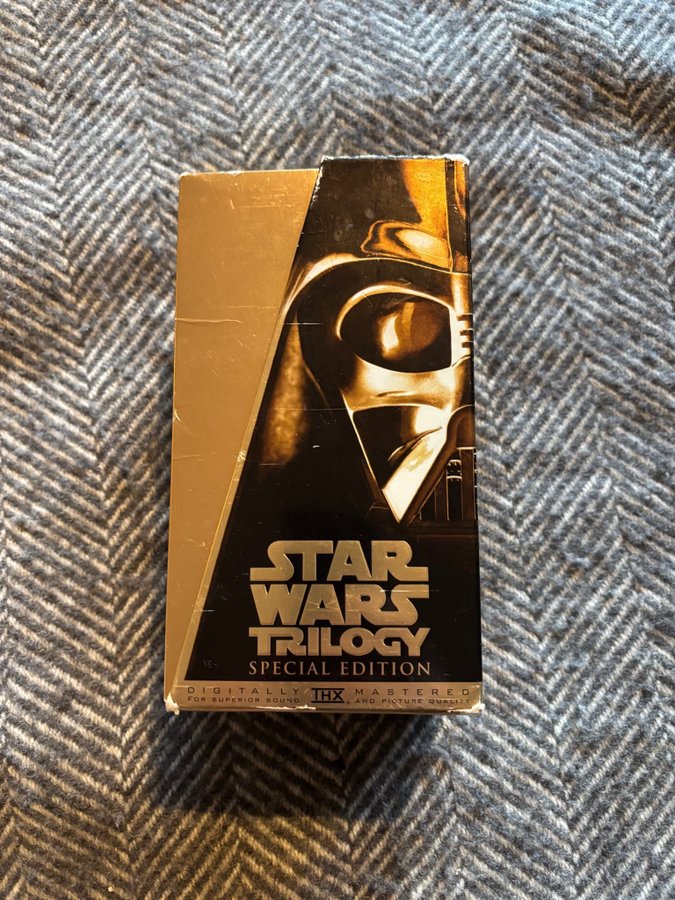 STAR
WARS
TRILOGY
SPECIAL EDITION
DIGITALLY THX MASTERED
FOR SUPERIOR SOUND AND PICTURE QUALITY